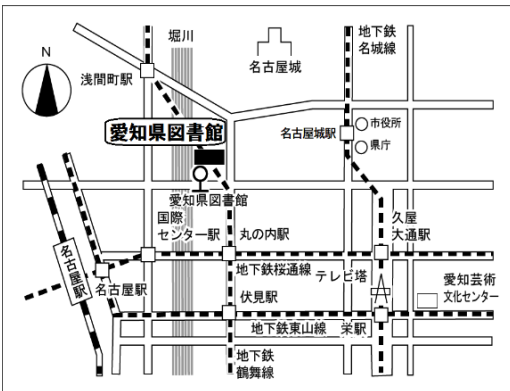 堀川
地下鉄
名城線
N
名古屋城
浅間町駅
市役所
名古屋城駅
県庁
愛知県図書館
愛知県図書館
国際
センター駅
丸の内駅
久屋
大通駅
名古屋駅
名古屋駅
地下鉄桜通線
テレビ塔
愛知芸術
文化センター
伏見駅
地下鉄東山線
栄駅
地下鉄
鶴舞線